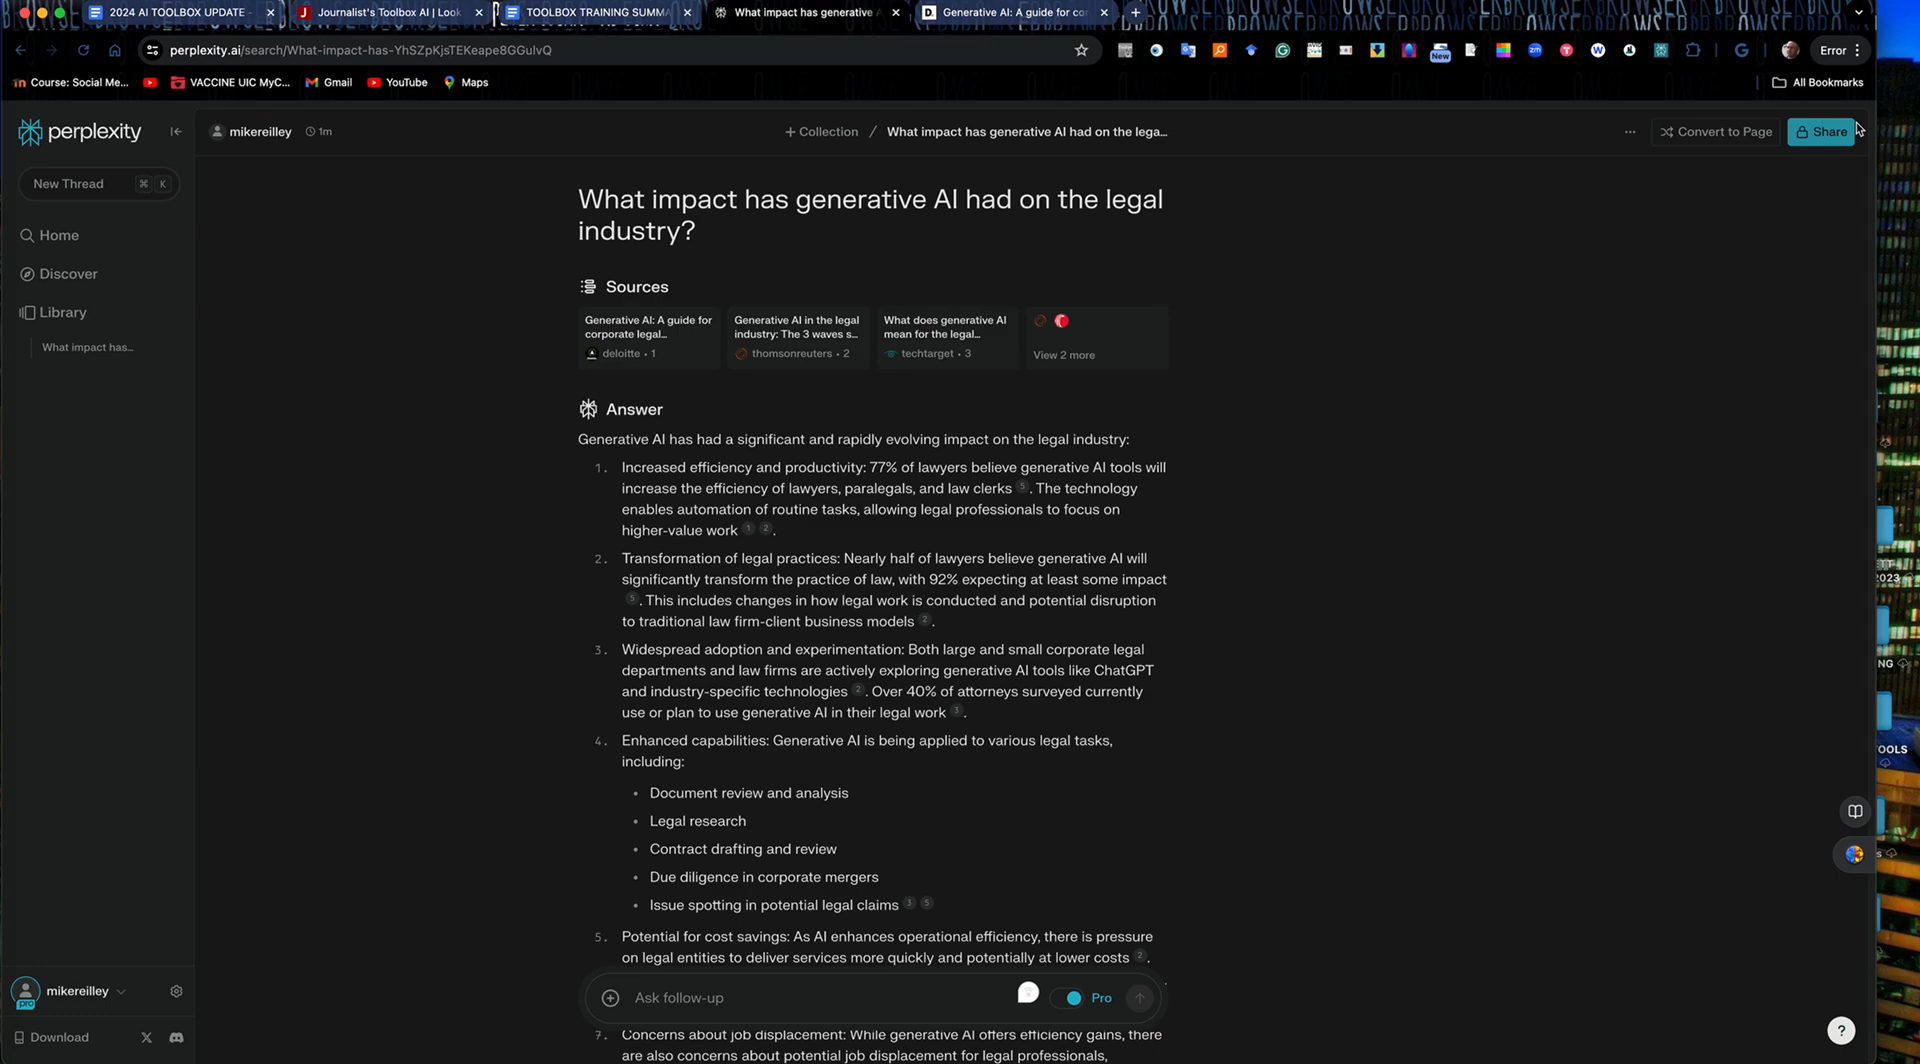 2024 AI TOOLBOX UPDATE -
Journalist's Toolbox AI | Look
TOOLBOX TRAINING SUMMA
What impact has generative
Generative AI: A guide for co
perplexity.ai/search/What-impact-has-YhSZpKjsTEKeape8GGulvQ
New
Error
Course: Social Me...
VACCINE UIC MyC...
Gmail
YouTube
Maps
All Bookmarks
perplexity
mikereilley
1m
+ Collection / What impact has generative AI had on the lega...
Convert to Page
Share
New Thread
⌘ K
Home
Discover
Library
What impact has...
What impact has generative AI had on the legal
industry?
Sources
Generative AI: A guide for
corporate legal...
deloitte • 1
Generative AI in the legal
industry: The 3 waves s...
thomsonreuters • 2
What does generative AI
mean for the legal...
techtarget • 3
View 2 more
Answer
Generative AI has had a significant and rapidly evolving impact on the legal industry:
1. Increased efficiency and productivity: 77% of lawyers believe generative AI tools will
increase the efficiency of lawyers, paralegals, and law clerks 5. The technology
enables automation of routine tasks, allowing legal professionals to focus on
higher-value work 1 2.
2. Transformation of legal practices: Nearly half of lawyers believe generative AI will
significantly transform the practice of law, with 92% expecting at least some impact
5. This includes changes in how legal work is conducted and potential disruption
to traditional law firm-client business models 2.
3. Widespread adoption and experimentation: Both large and small corporate legal
departments and law firms are actively exploring generative AI tools like ChatGPT
and industry-specific technologies 2. Over 40% of attorneys surveyed currently
use or plan to use generative AI in their legal work 3.
4. Enhanced capabilities: Generative AI is being applied to various legal tasks,
including:
• Document review and analysis
• Legal research
• Contract drafting and review
• Due diligence in corporate mergers
• Issue spotting in potential legal claims 3 5
5. Potential for cost savings: As AI enhances operational efficiency, there is pressure
on legal entities to deliver services more quickly and potentially at lower costs 2.
Ask follow-up
Pro
7. Concerns about job displacement: While generative AI offers efficiency gains, there
are also concerns about potential job displacement for legal professionals,
mikereilley
pro
Download
?
2023
NG
OOLS